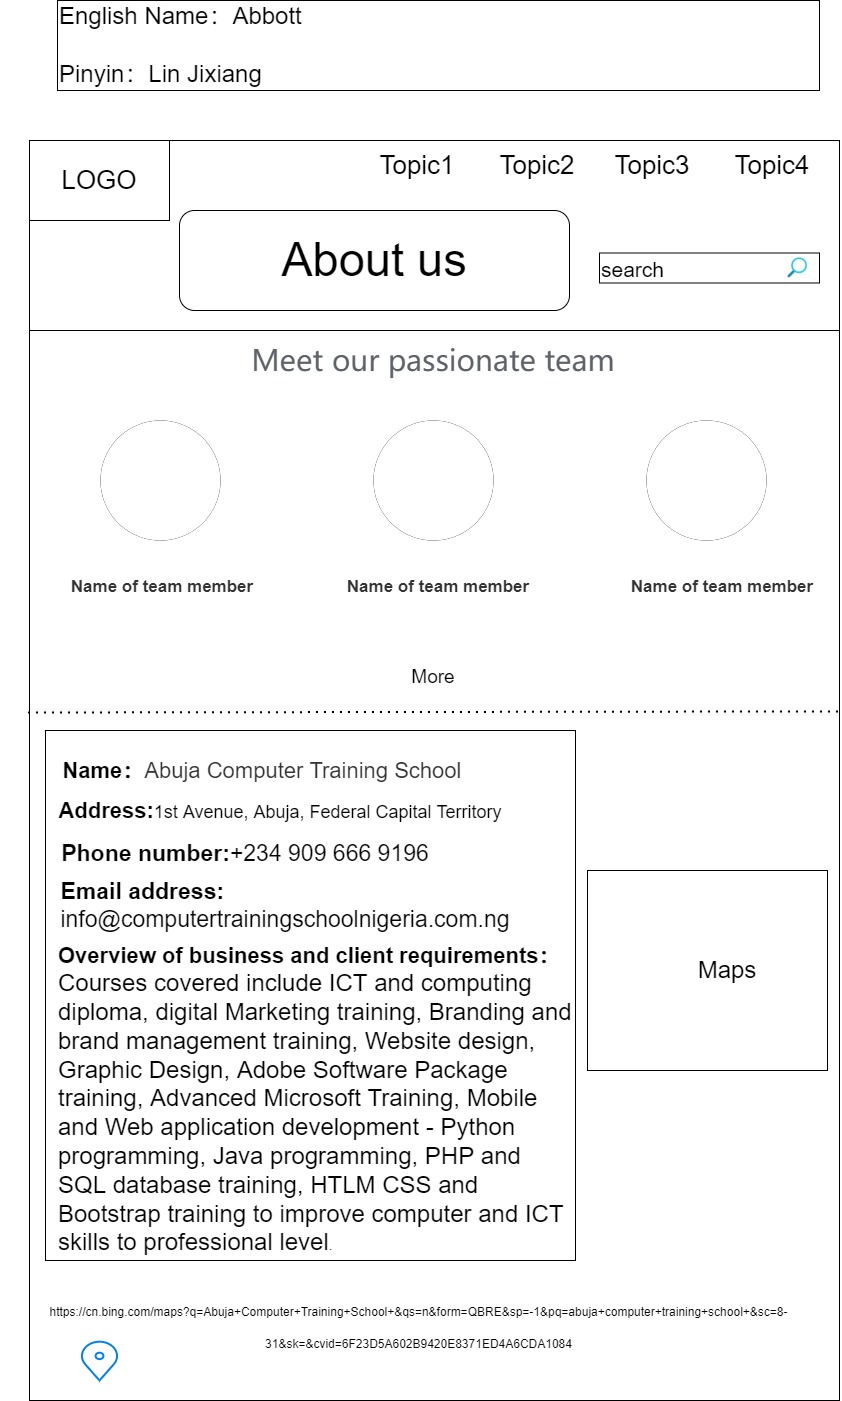 English Name：Abbott
Pinyin：Lin Jixiang
LOGO
Topic1 Topic2 Topic3 Topic4
About us
search
Meet our passionate team
Name of team member Name of team member Name of team member
More
Name：Abuja Computer Training School
Address:1st Avenue, Abuja, Federal Capital Territory
Phone number:+234 909 666 9196
Email address:
info@computertrainingschoolnigeria.com.ng
Overview of business and client requirements：
Courses covered include ICT and computing
diploma, digital Marketing training, Branding and
brand management training, Website design,
Graphic Design, Adobe Software Package
training, Advanced Microsoft Training, Mobile
and Web application development - Python
programming, Java programming, PHP and
SQL database training, HTLM CSS and
Bootstrap training to improve computer and ICT
skills to professional level.
Maps
https://cn.bing.com/maps?q=Abuja+Computer+Training+School+&qs=n&form=QBRE&sp=-1&pq=abuja+computer+training+school+&sc=8-
31&sk=&cvid=6F23D5A602B9420E8371ED4A6CDA1084